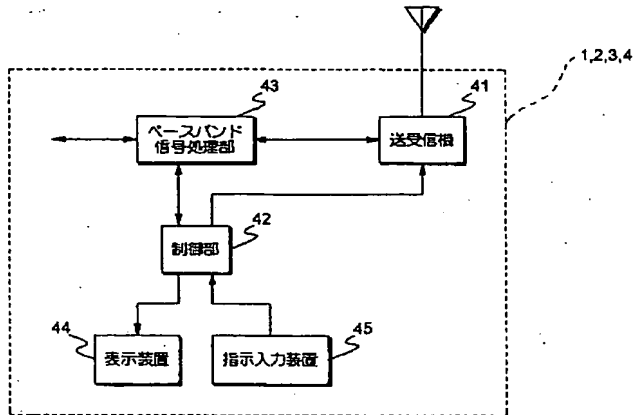 1,2,3,4
43
41
ベースバンド
信号処理部
送受信機
42
制御部
44
45
表示装置
指示入力装置